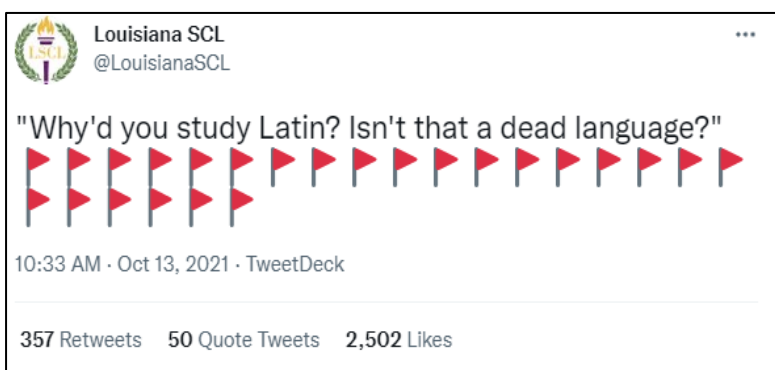 LSCL
Louisiana SCL
@LouisianaSCL
"Why'd you study Latin? Isn't that a dead language?"
🚩🚩🚩🚩🚩🚩🚩🚩🚩🚩🚩🚩🚩🚩🚩🚩🚩🚩
🚩🚩🚩🚩🚩🚩
10:33 AM · Oct 13, 2021 · TweetDeck
357 Retweets 50 Quote Tweets 2,502 Likes